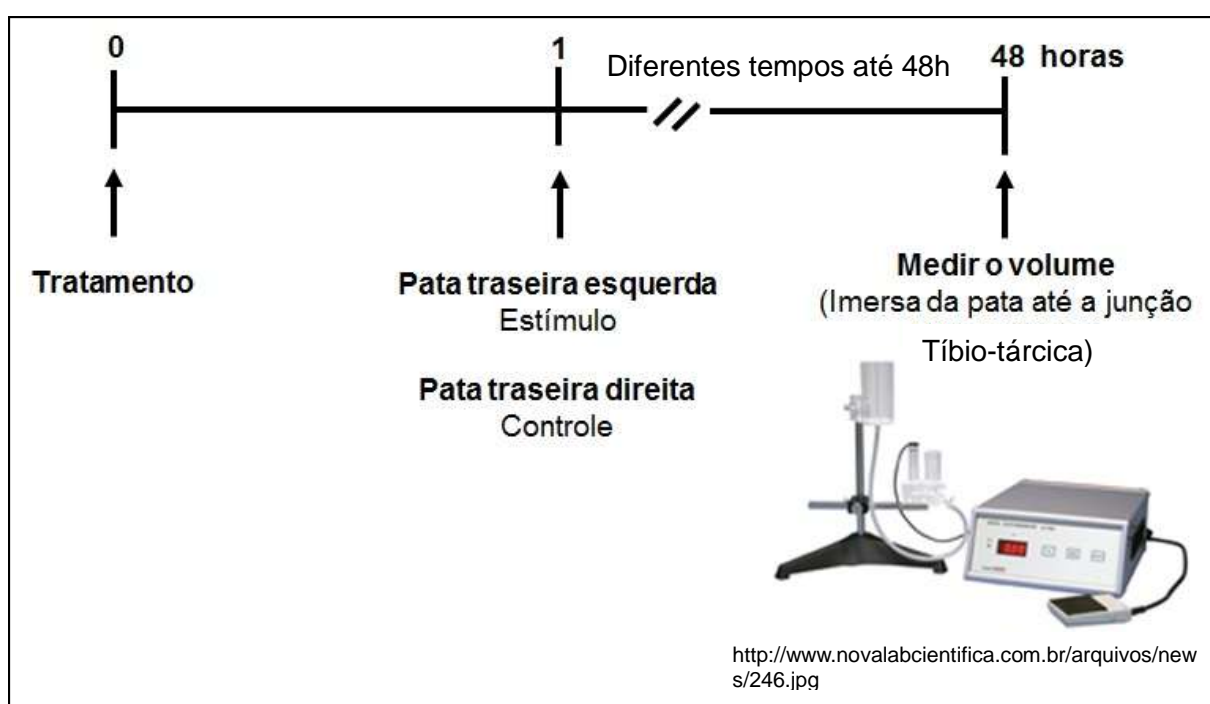 0
1
Diferentes tempos até 48h
48 horas
Tratamento
Pata traseira esquerda
Estímulo
Pata traseira direita
Controle
Medir o volume
(Imersa da pata até a junção
Tíbio-tárcica)
http://www.novalabcientifica.com.br/arquivos/new
s/246.jpg